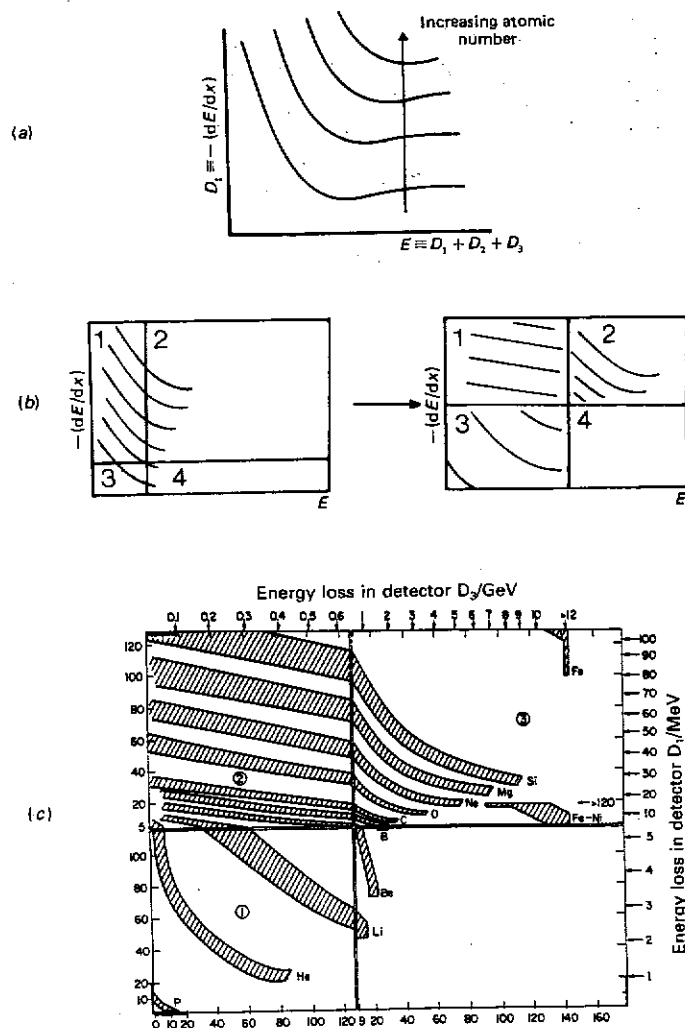 Increasing atomic
number
(a)
D₁ ≡ −(dE/dx)
E ≡ D₁ + D₂ + D₃
(b)
−(dE/dx)
1 2
3 4
E
−(dE/dx)
1 2
3 4
E
Energy loss in detector D₃/GeV
0.1 0.2 0.3 0.4 0.5 0.6 1 2 3 4 5 6 7 8 9 10 >12
(c)
120
100
80
60
40
20
5
100
80
60
40
20
10
0 10 20 40 60 80 100 120 9 20 40 60 80 100 120 140 160
100
90
80
70
60
50
40
30
20
10
5
4
3
2
1
Energy loss in detector D₁/MeV
Fe
③
Si
Mg
Ne
>120
O
Fe-Ni
C
B
②
Be
①
Li
He
P